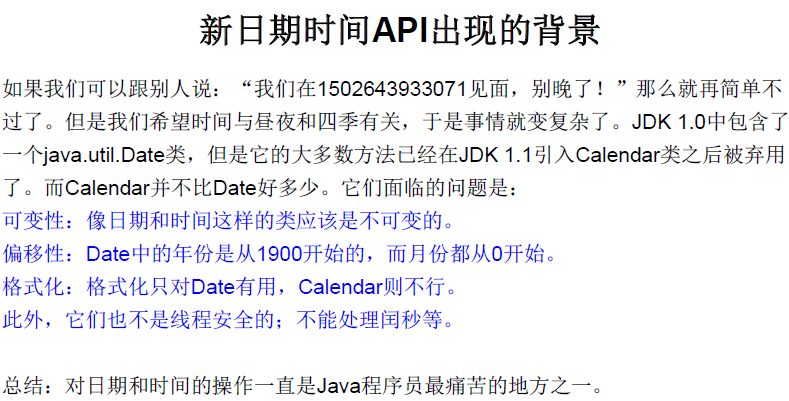 新日期时间API出现的背景
如果我们可以跟别人说：“我们在1502643933071见面，别晚了！”那么就再简单不
过了。但是我们希望时间与昼夜和四季有关，于是事情就变复杂了。JDK 1.0中包含了
一个java.util.Date类，但是它的大多数方法已经在JDK 1.1引入Calendar类之后被弃用
了。而Calendar并不比Date好多少。它们面临的问题是：
可变性：像日期和时间这样的类应该是不可变的。
偏移性：Date中的年份是从1900开始的，而月份都从0开始。
格式化：格式化只对Date有用，Calendar则不行。
此外，它们也不是线程安全的；不能处理闰秒等。
总结：对日期和时间的操作一直是Java程序员最痛苦的地方之一。